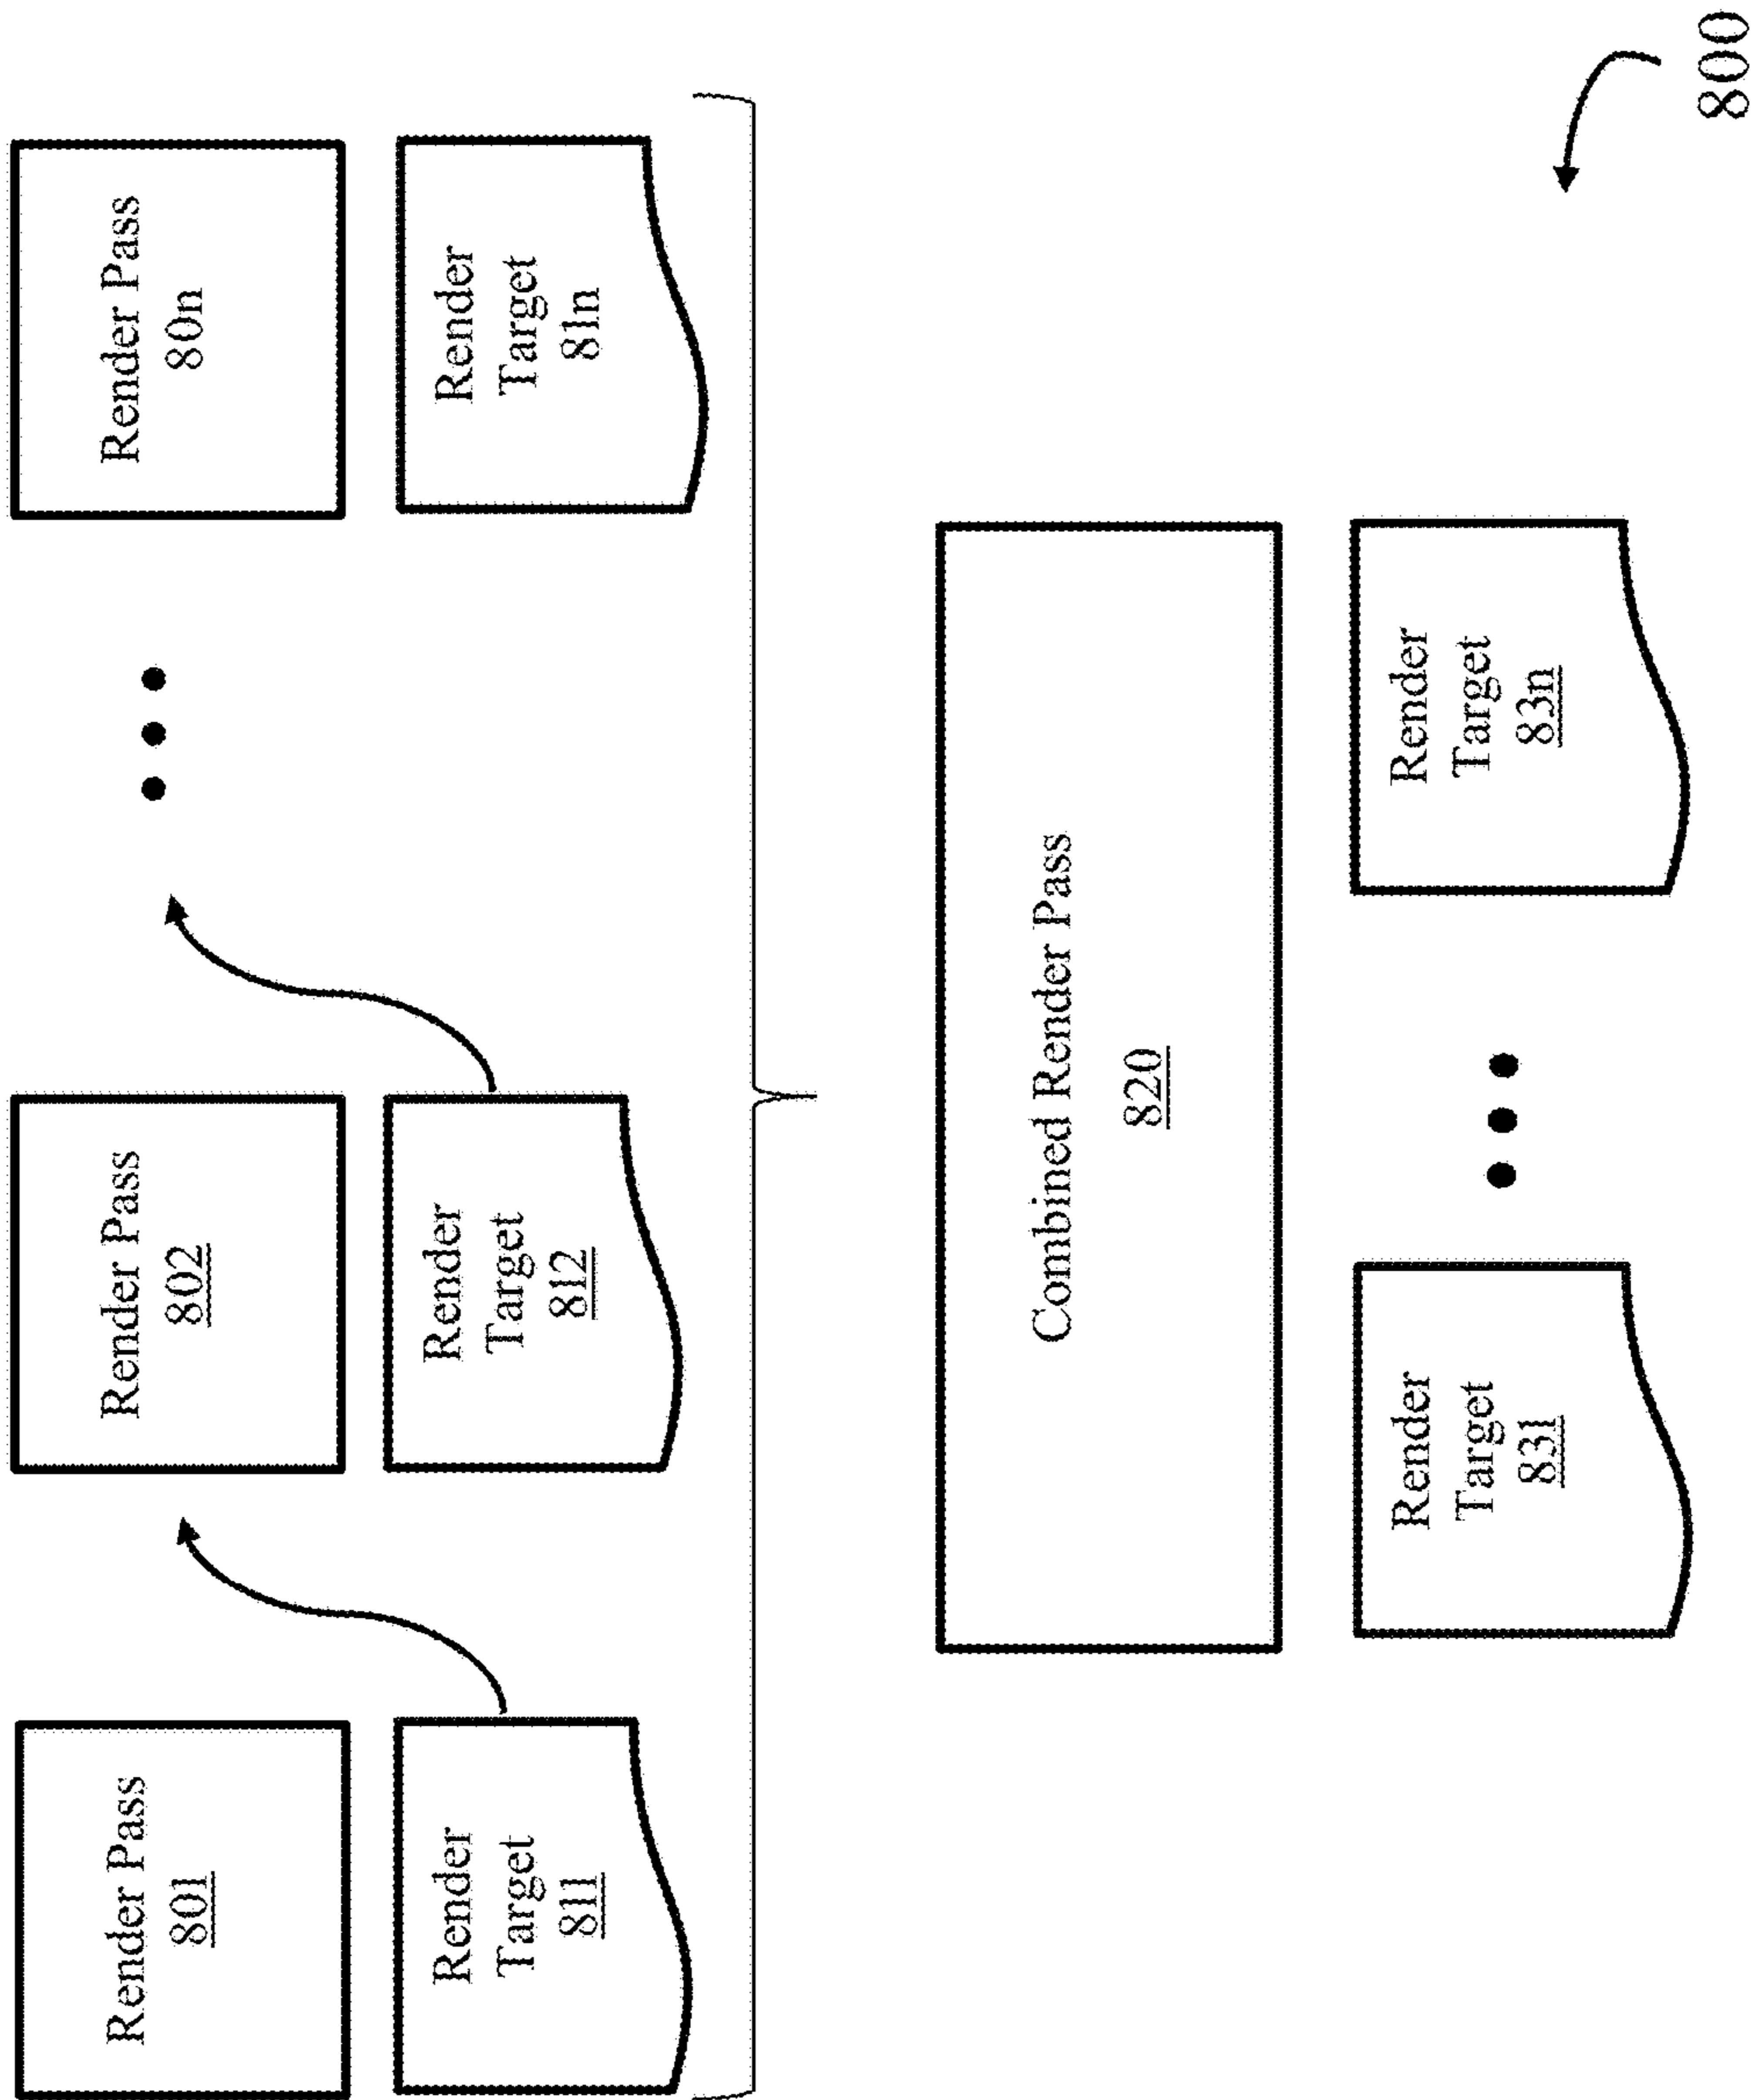 Render Pass
801
Render Pass
802
Render Pass
80n
Render
Target
811
Render
Target
812
Render
Target
81n
Combined Render Pass
820
Render
Target
831
Render
Target
83n
800